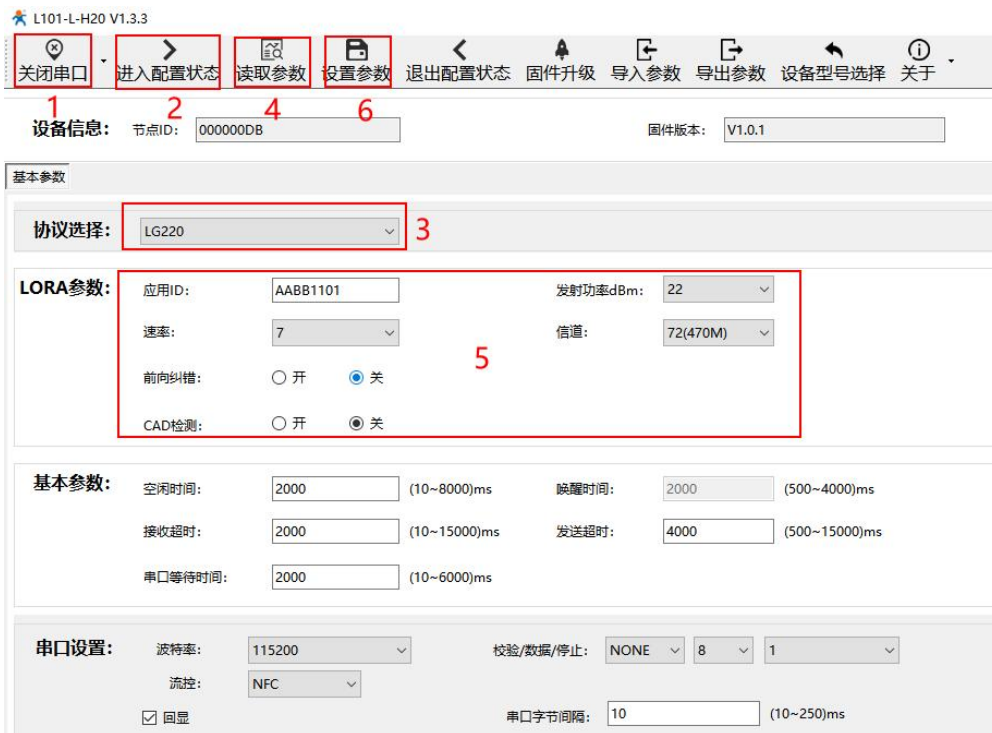 L101-L-H20 V1.3.3
关闭串口 进入配置状态 读取参数 设置参数 退出配置状态 固件升级 导入参数 导出参数 设备型号选择 关于
1 2 4 6
设备信息: 节点ID: 000000DB 固件版本: V1.0.1
基本参数
协议选择: LG220 3
LORA参数: 应用ID: AABB1101 发射功率dBm: 22
速率: 7 信道: 72(470M)
5
前向纠错: 开 关
CAD检测: 开 关
基本参数: 空闲时间: 2000 (10~8000)ms 唤醒时间: 2000 (500~4000)ms
接收超时: 2000 (10~15000)ms 发送超时: 4000 (500~15000)ms
串口等待时间: 2000 (10~6000)ms
串口设置: 波特率: 115200 校验/数据/停止: NONE 8 1
流控: NFC
回显 串口字节间隔: 10 (10~250)ms